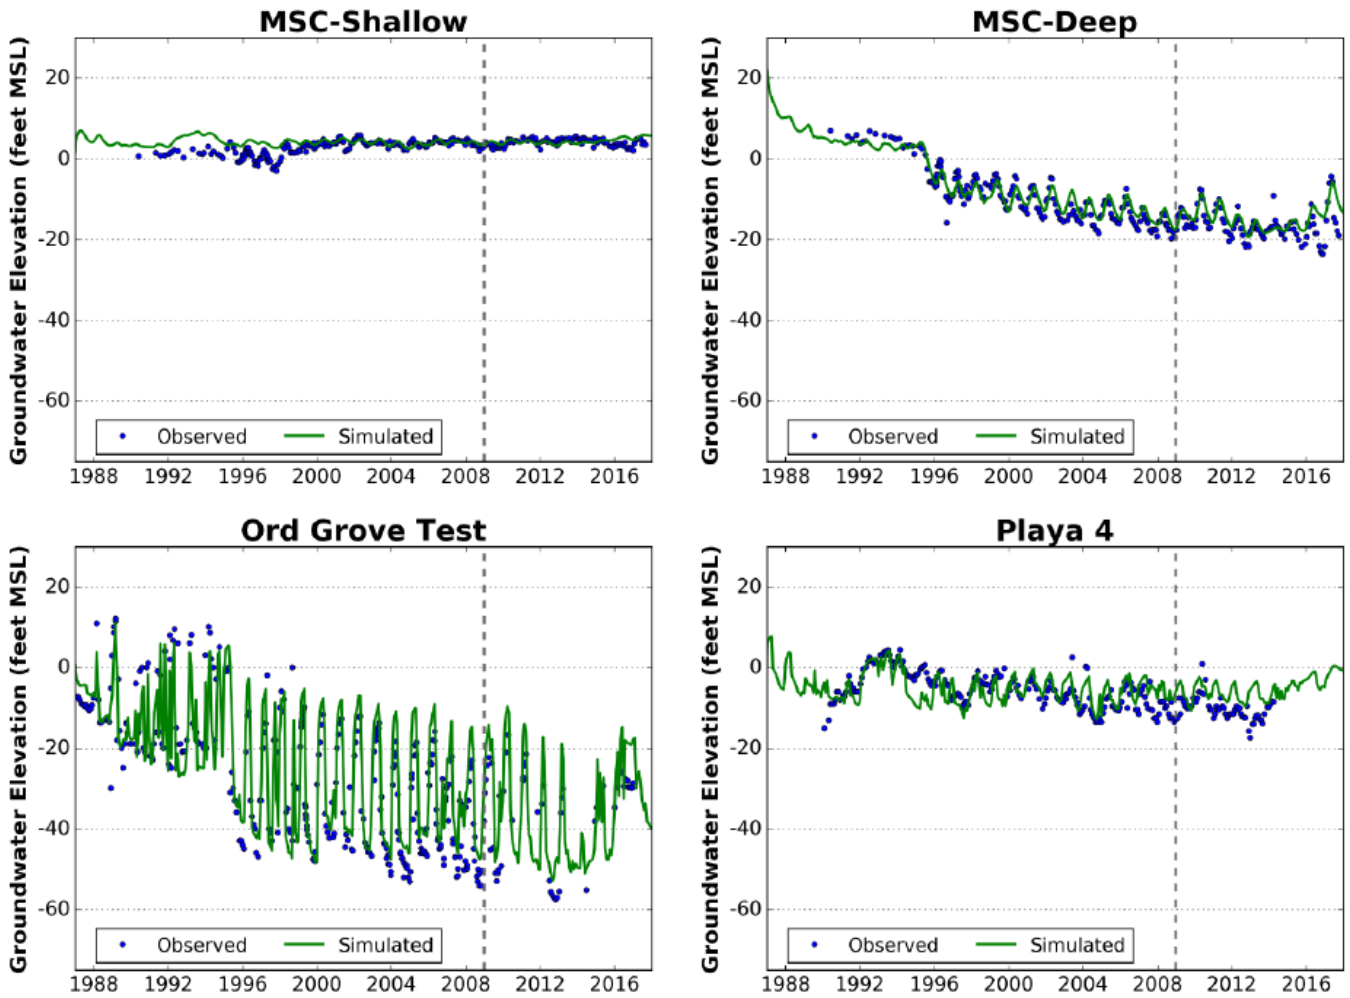 MSC-Shallow
Groundwater Elevation (feet MSL)
20
0
-20
-40
-60
Observed Simulated
1988 1992 1996 2000 2004 2008 2012 2016
MSC-Deep
Groundwater Elevation (feet MSL)
20
0
-20
-40
-60
Observed Simulated
1988 1992 1996 2000 2004 2008 2012 2016
Ord Grove Test
Groundwater Elevation (feet MSL)
20
0
-20
-40
-60
Observed Simulated
1988 1992 1996 2000 2004 2008 2012 2016
Playa 4
Groundwater Elevation (feet MSL)
20
0
-20
-40
-60
Observed Simulated
1988 1992 1996 2000 2004 2008 2012 2016